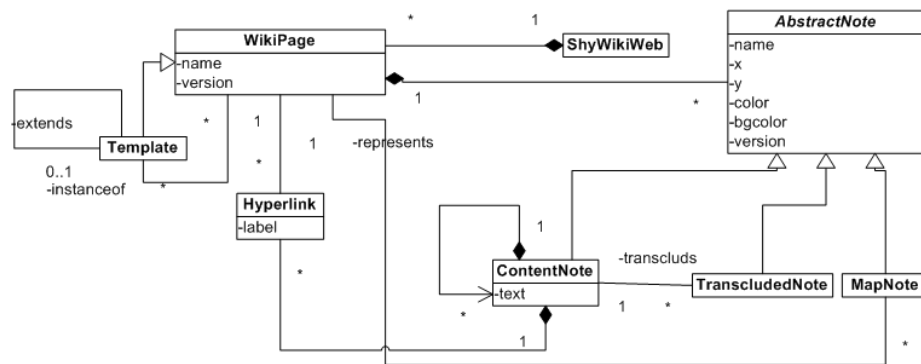 * 1 AbstractNote
WikiPage ShyWikiWeb
-name -name
-version -x
1 -y
* -color
-extends * 1 -bgcolor
Template 1 -represents -version
0..1 *
-instanceof *
Hyperlink
-label 1
ContentNote -transcluds
* -text TranscludedNote MapNote
* 1 *
1 *